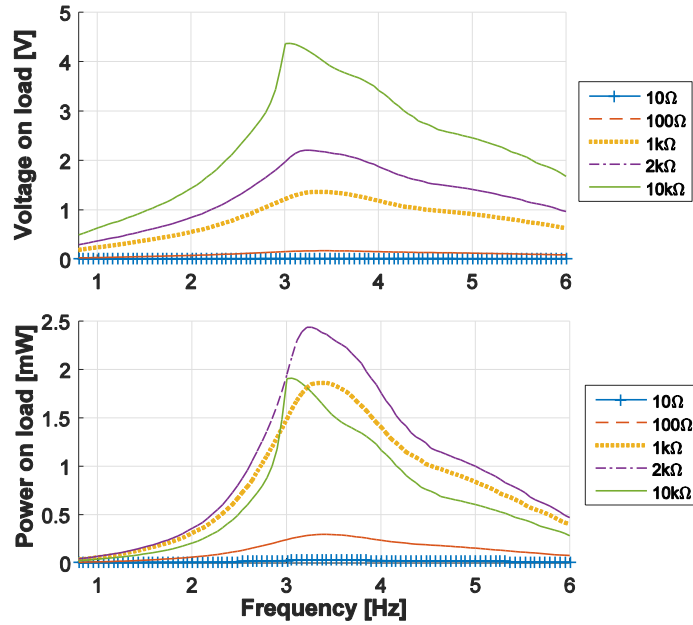 Voltage on load [V]
5
4
3
2
1
0
1 2 3 4 5 6
10Ω
100Ω
1kΩ
2kΩ
10kΩ
Power on load [mW]
2.5
2
1.5
1
0.5
0
1 2 3 4 5 6
Frequency [Hz]
10Ω
100Ω
1kΩ
2kΩ
10kΩ